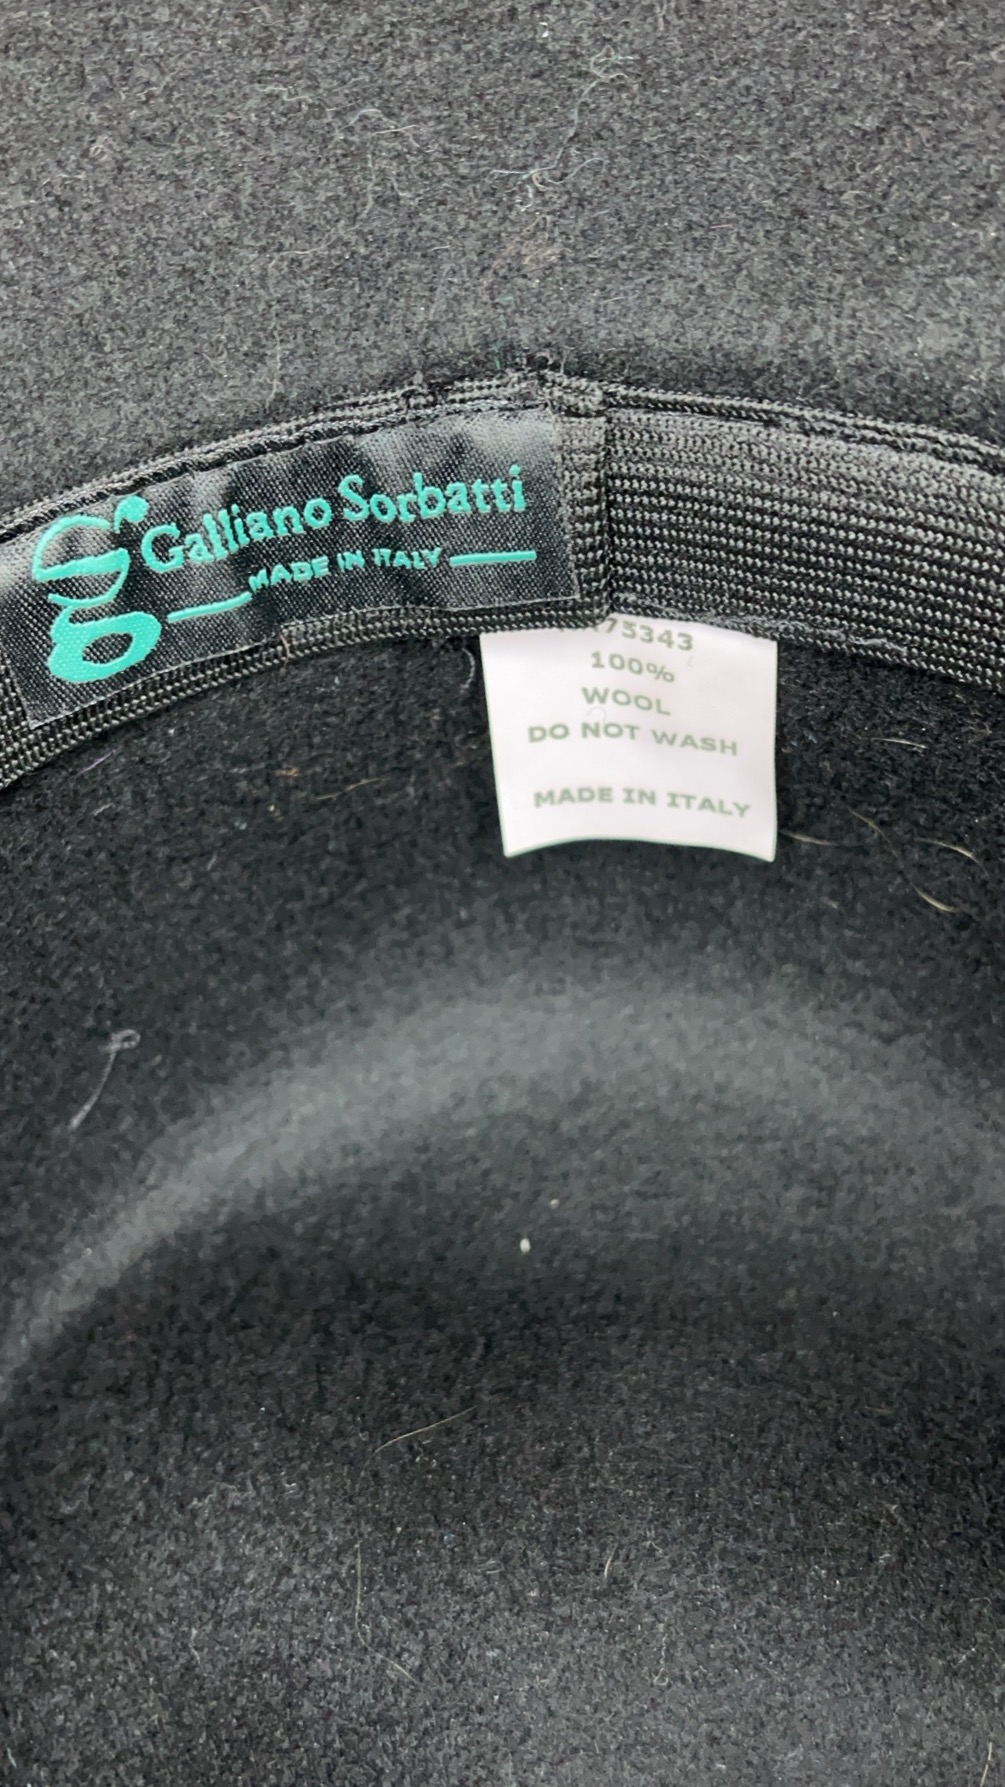 Galliano Sorbatti
MADE IN ITALY
75343
100%
WOOL
DO NOT WASH
MADE IN ITALY